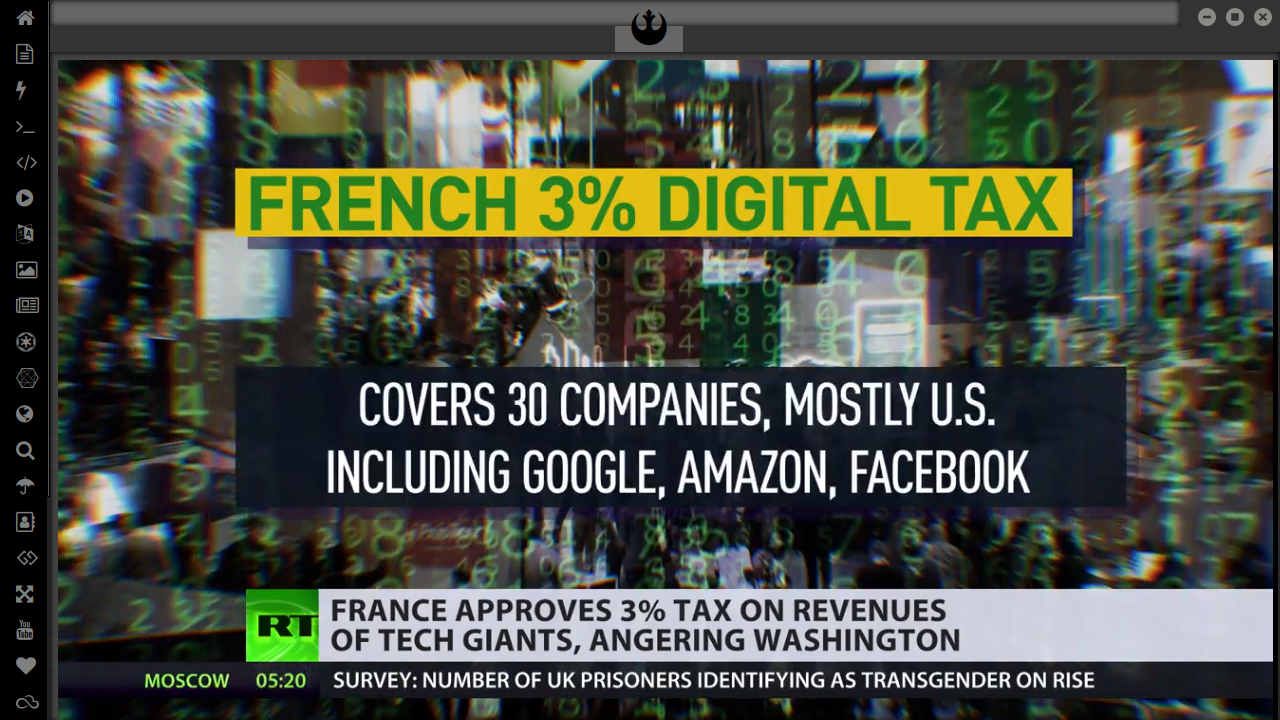 FRENCH 3% DIGITAL TAX
COVERS 30 COMPANIES, MOSTLY U.S.
INCLUDING GOOGLE, AMAZON, FACEBOOK
RT
FRANCE APPROVES 3% TAX ON REVENUES
OF TECH GIANTS, ANGERING WASHINGTON
MOSCOW 05:20 SURVEY: NUMBER OF UK PRISONERS IDENTIFYING AS TRANSGENDER ON RISE
You
Tube